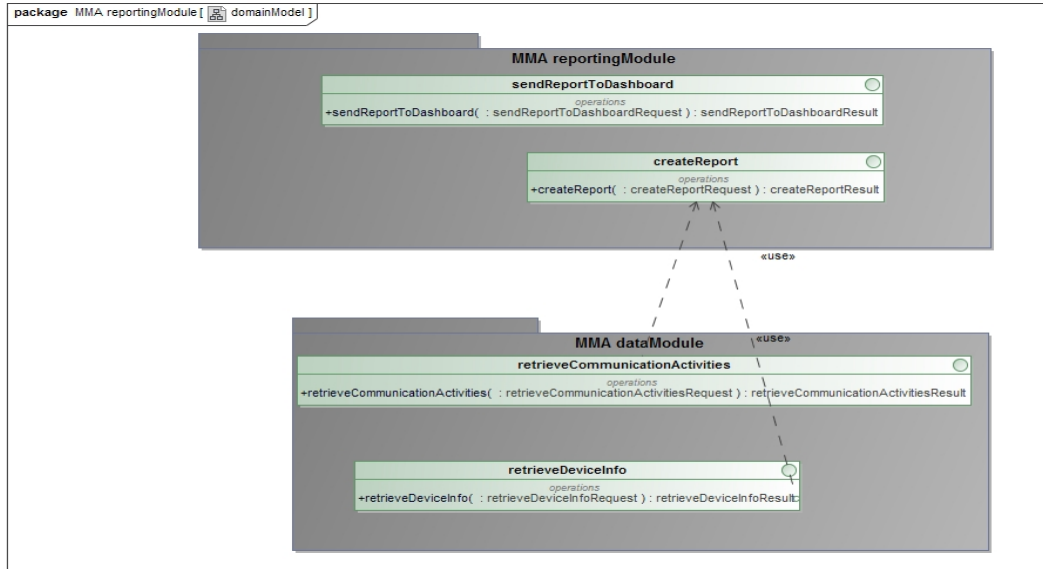 package MMA reportingModule [ domainModel ]
MMA reportingModule
sendReportToDashboard
operations
+sendReportToDashboard( : sendReportToDashboardRequest ) : sendReportToDashboardResult
createReport
operations
+createReport( : createReportRequest ) : createReportResult
«use»
«use»
MMA dataModule
retrieveCommunicationActivities
operations
+retrieveCommunicationActivities( : retrieveCommunicationActivitiesRequest ) : retrieveCommunicationActivitiesResult
retrieveDeviceInfo
operations
+retrieveDeviceInfo( : retrieveDeviceInfoRequest ) : retrieveDeviceInfoResult